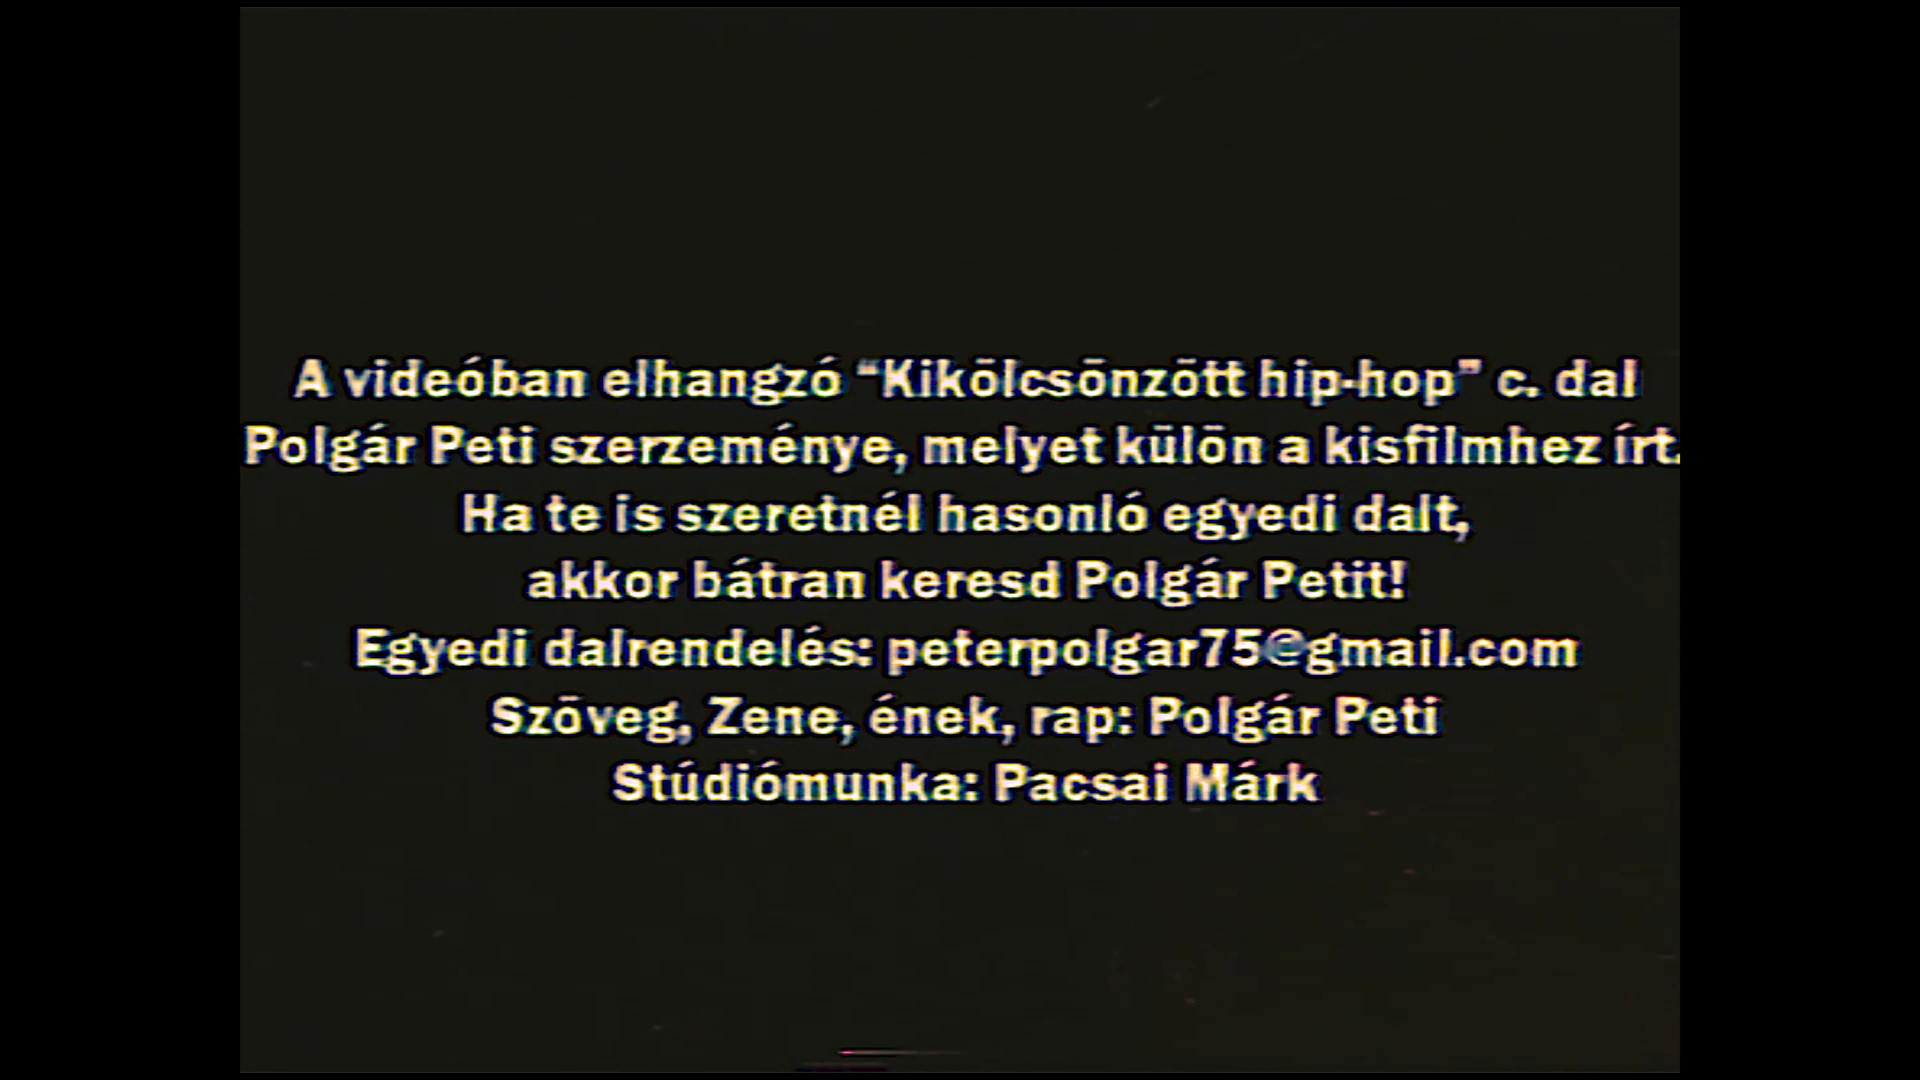 A videóban elhangzó “Kikölcsönzött hip-hop” c. dal
Polgár Peti szerzeménye, melyet külön a kisfilmhez írt.
Ha te is szeretnél hasonló egyedi dalt,
akkor bátran keresd Polgár Petit!
Egyedi dalrendelés: peterpolgar75@gmail.com
Szöveg, Zene, ének, rap: Polgár Peti
Stúdiómunka: Pacsai Márk